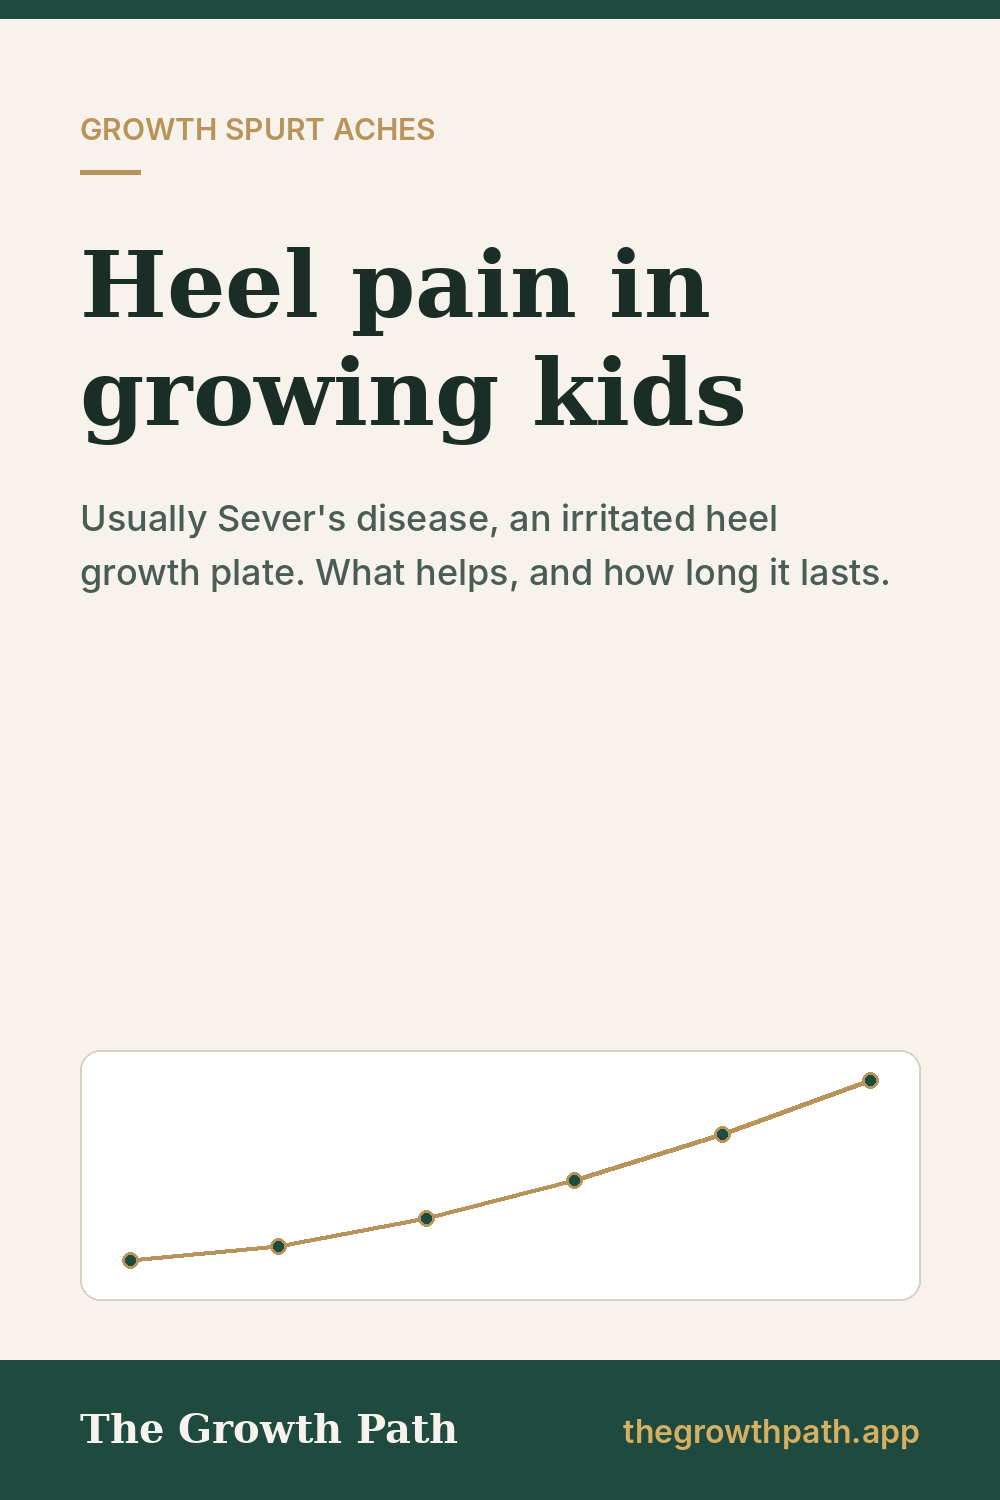 GROWTH SPURT ACHES
Heel pain in
growing kids
Usually Sever's disease, an irritated heel
growth plate. What helps, and how long it lasts.
The Growth Path
thegrowthpath.app